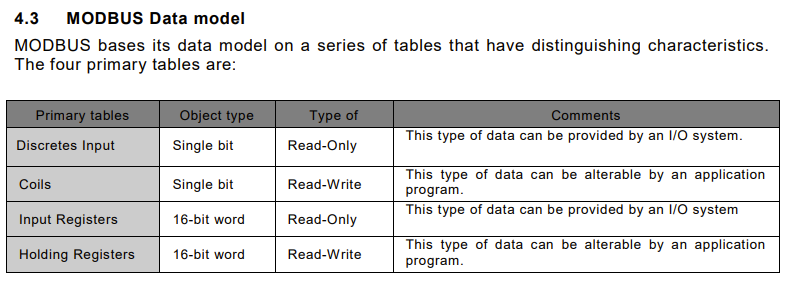 4.3 MODBUS Data model
MODBUS bases its data model on a series of tables that have distinguishing characteristics.
The four primary tables are:
Primary tables Object type Type of Comments
Discretes Input Single bit Read-Only This type of data can be provided by an I/O system.
Coils Single bit Read-Write This type of data can be alterable by an application
program.
Input Registers 16-bit word Read-Only This type of data can be provided by an I/O system
Holding Registers 16-bit word Read-Write This type of data can be alterable by an application
program.